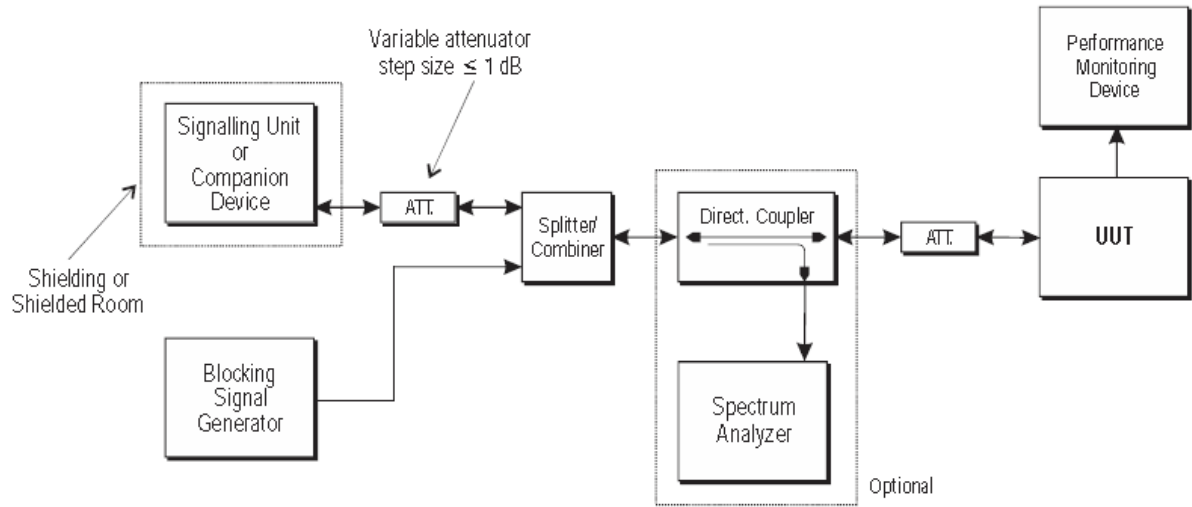 Variable attenuator
step size ≤ 1 dB
Performance
Monitoring
Device
Signalling Unit
or
Companion
Device
ATT.
Splitter/
Combiner
Direct. Coupler
ATT.
UUT
Shielding or
Shielded Room
Blocking
Signal
Generator
Spectrum
Analyzer
Optional